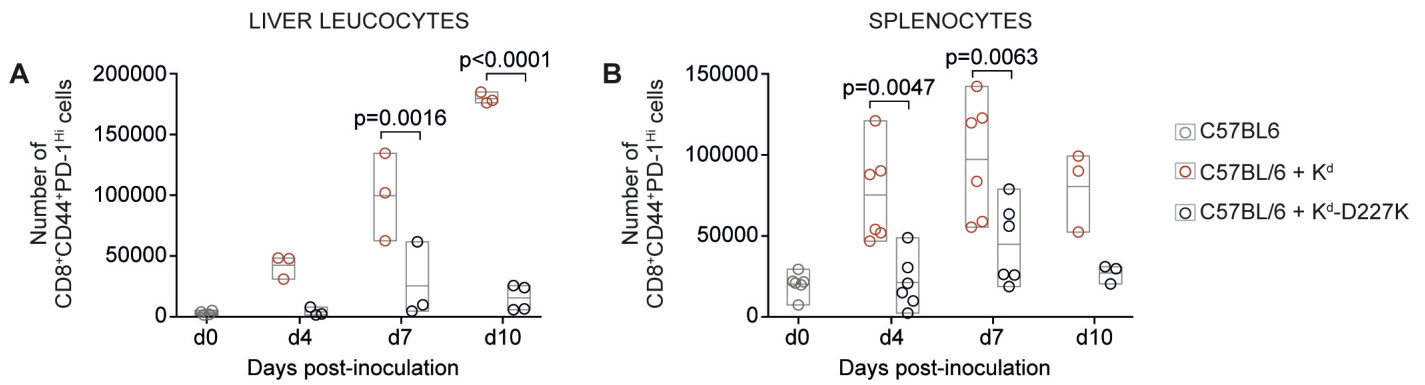 LIVER LEUCOCYTES
A
Number of
CD8⁺CD44⁺PD-1ᴴⁱ cells
200000
150000
100000
50000
0
p=0.0016
p<0.0001
d0
d4
d7
d10
Days post-inoculation
SPLENOCYTES
B
Number of
CD8⁺CD44⁺PD-1ᴴⁱ cells
150000
100000
50000
0
p=0.0047
p=0.0063
d0
d4
d7
d10
Days post-inoculation
C57BL6
C57BL/6 + Kᵈ
C57BL/6 + Kᵈ-D227K